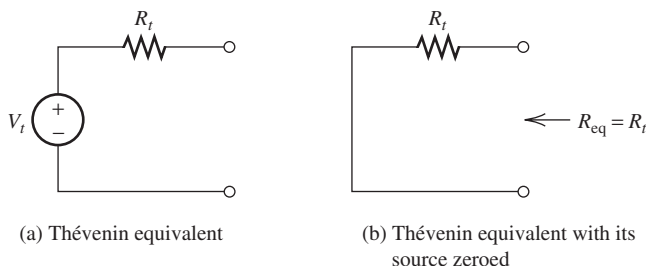 R_t
+
−
V_t
(a) Thévenin equivalent
R_t
R_eq = R_t
(b) Thévenin equivalent with its
source zeroed